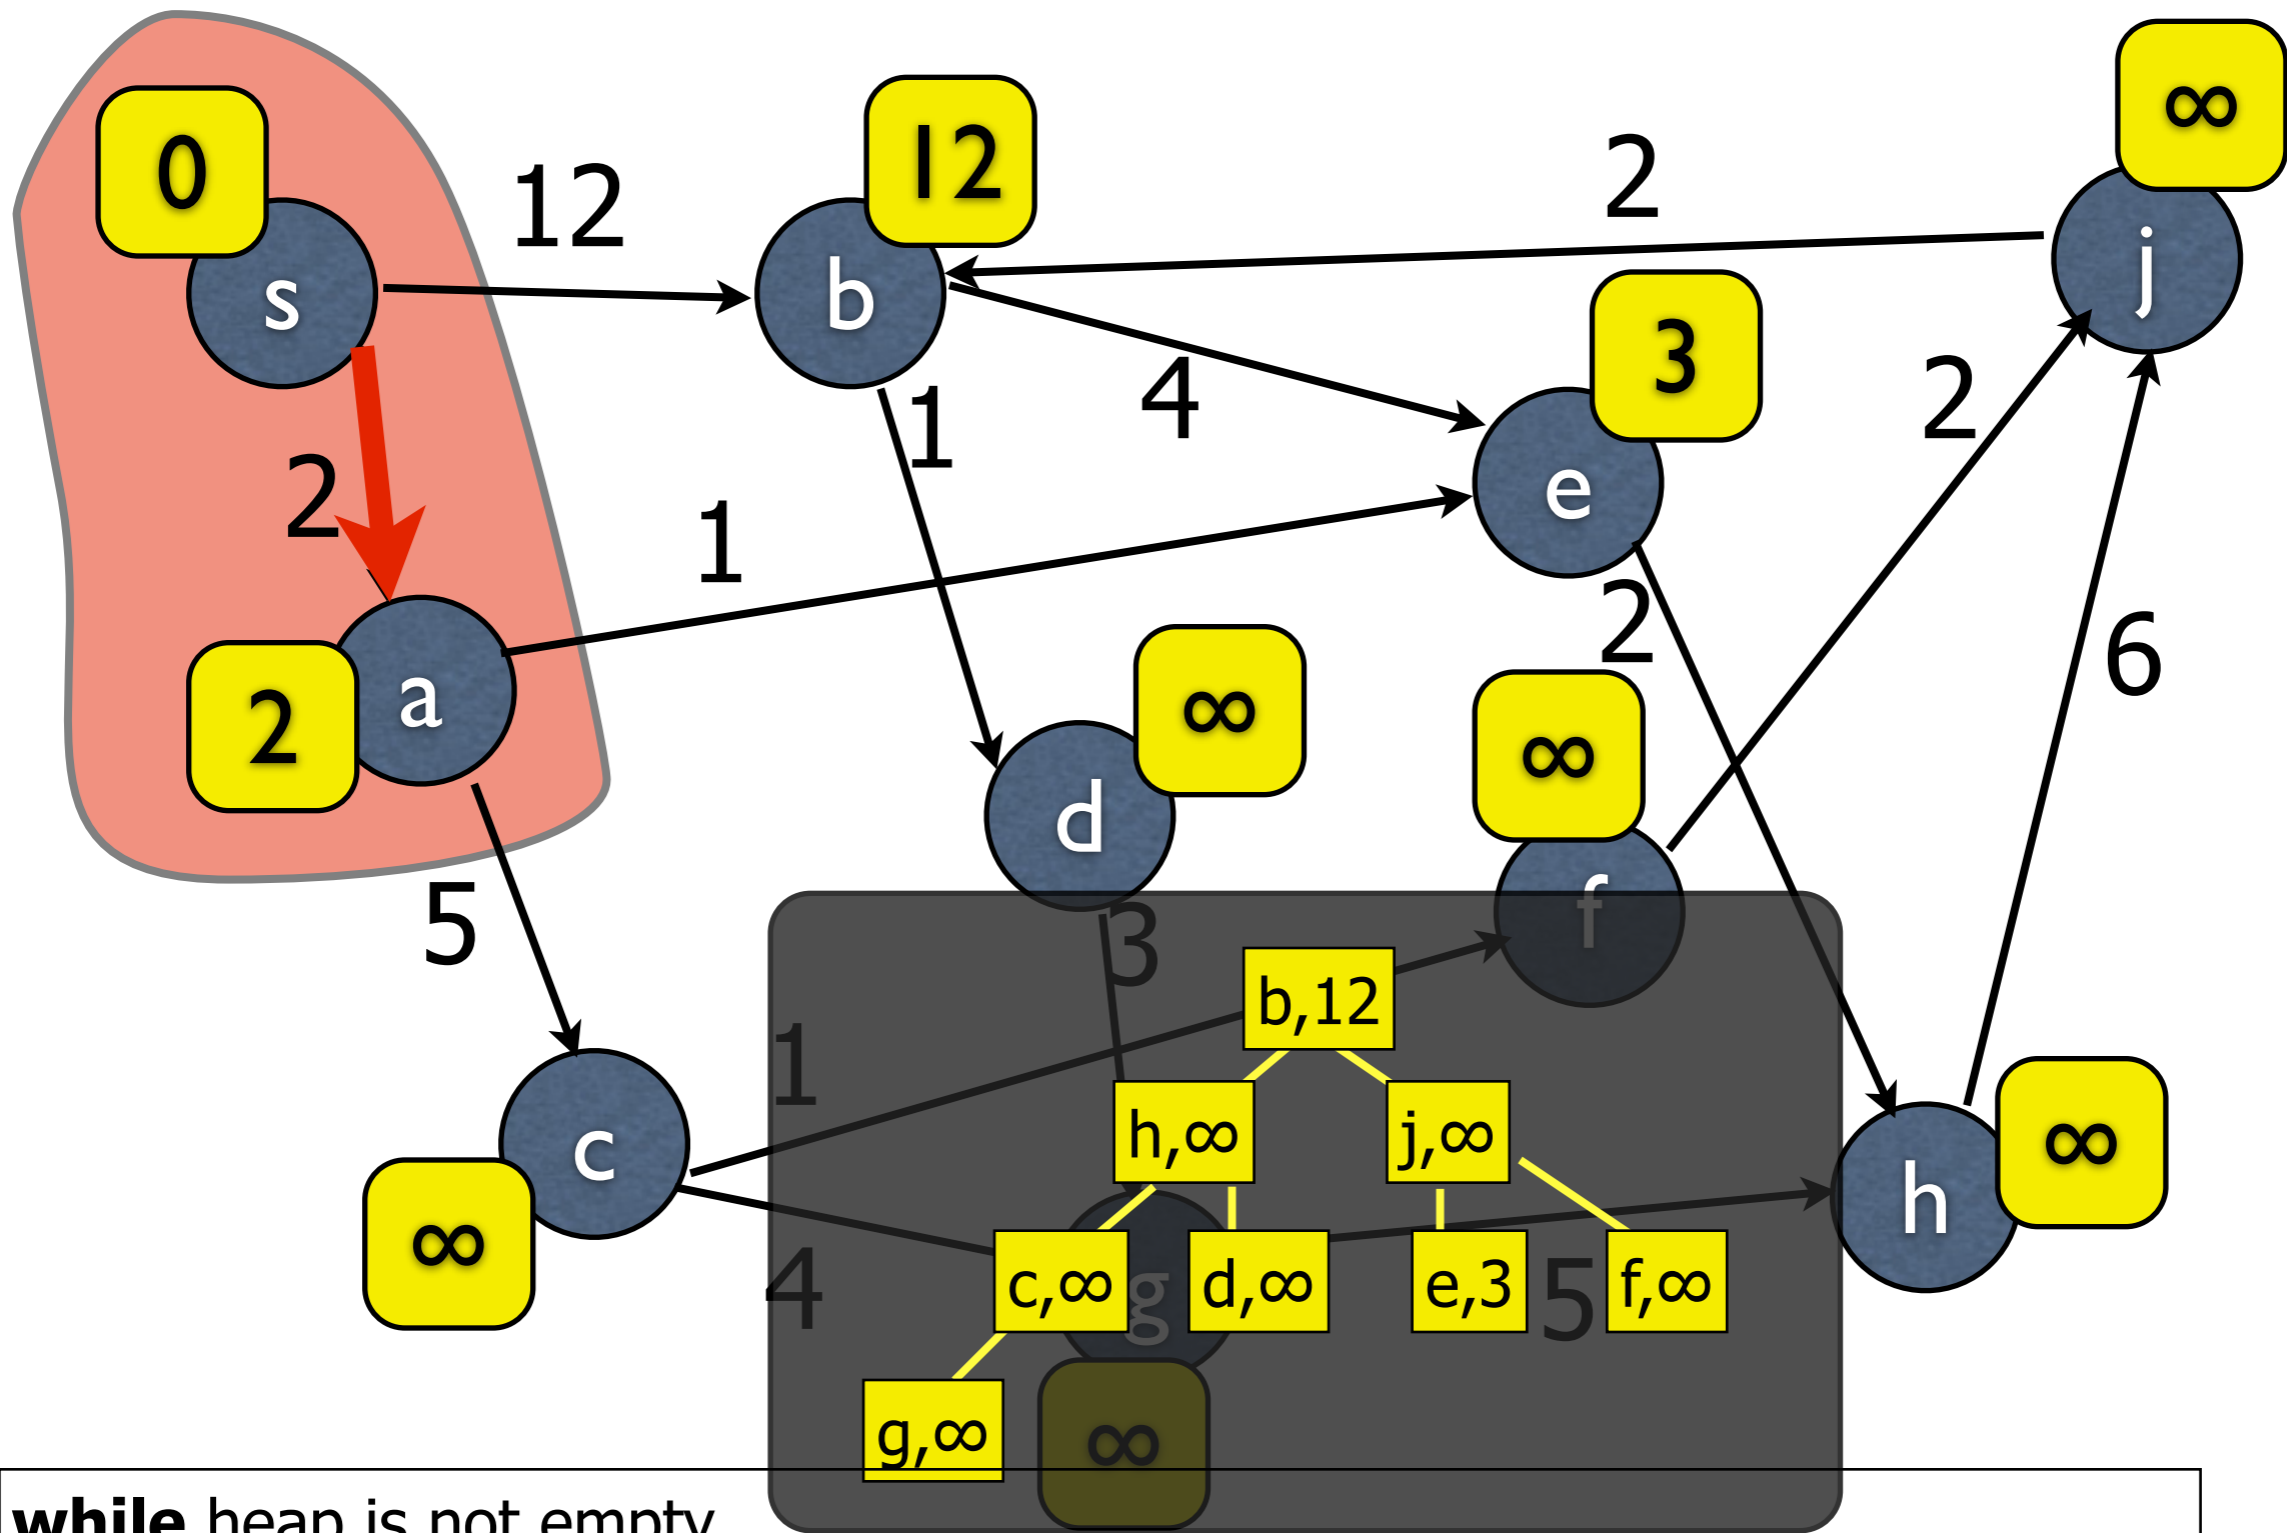 ∞
12
0
12
2
s
b
j
3
4
2
1
e
1
2
2
6
∞
∞
2
a
d
f
5
3
b,12
1
h,∞
j,∞
∞
c
h
∞
4
c,∞
g
d,∞
e,3
5
f,∞
g,∞
∞
while heap is not empty